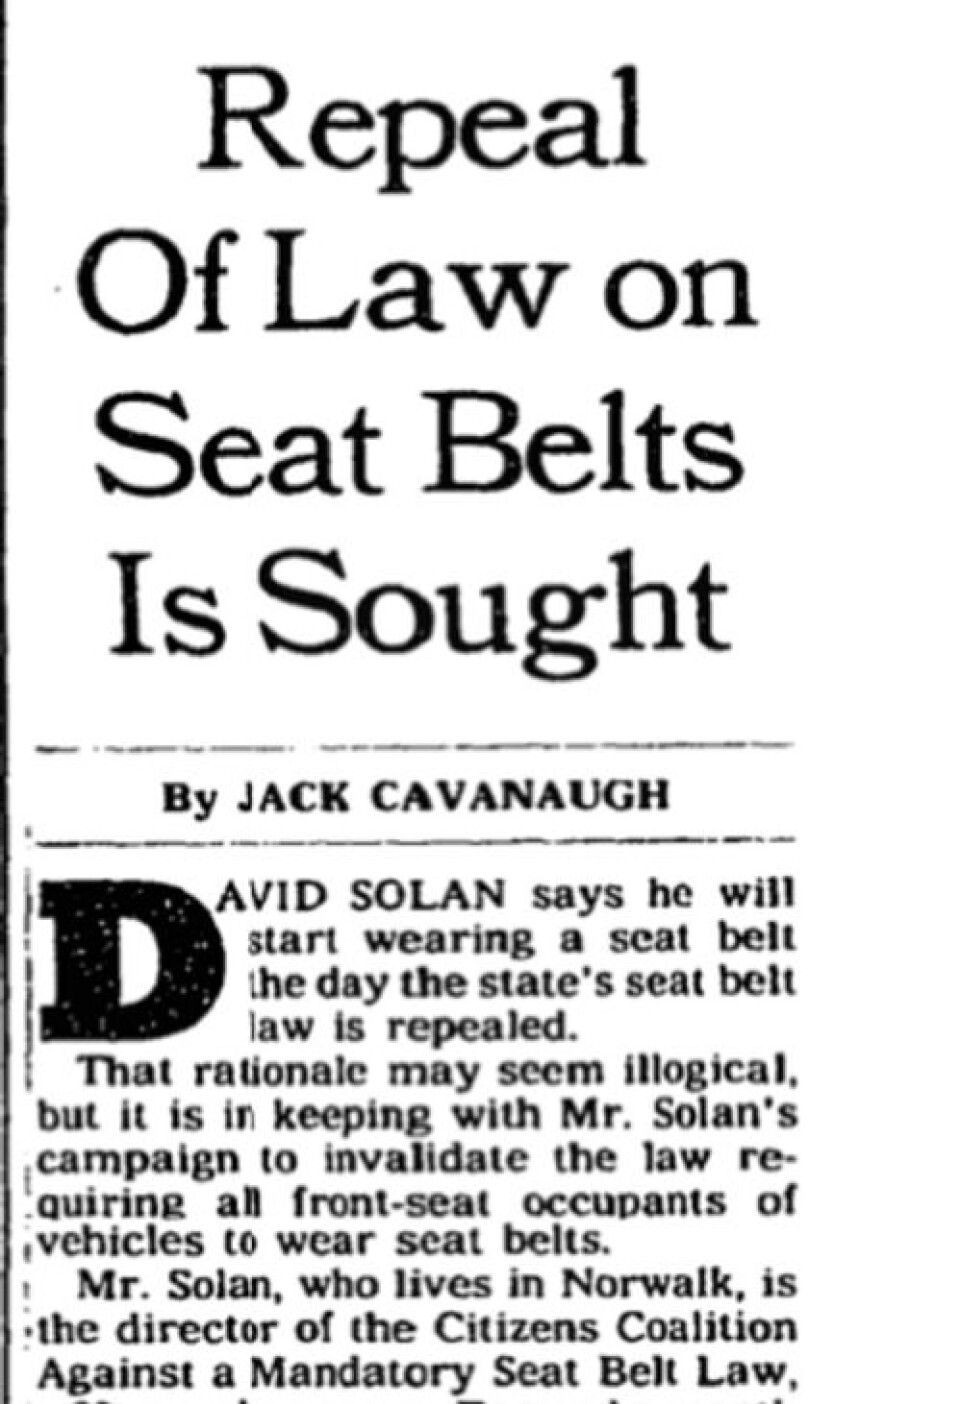 Repeal
Of Law on
Seat Belts
Is Sought
By JACK CAVANAUGH
DAVID SOLAN says he will
start wearing a seat belt
the day the state's seat belt
law is repealed.
That rationale may seem illogical,
but it is in keeping with Mr. Solan's
campaign to invalidate the law re-
quiring all front-seat occupants of
vehicles to wear seat belts.
Mr. Solan, who lives in Norwalk, is
the director of the Citizens Coalition
Against a Mandatory Seat Belt Law,